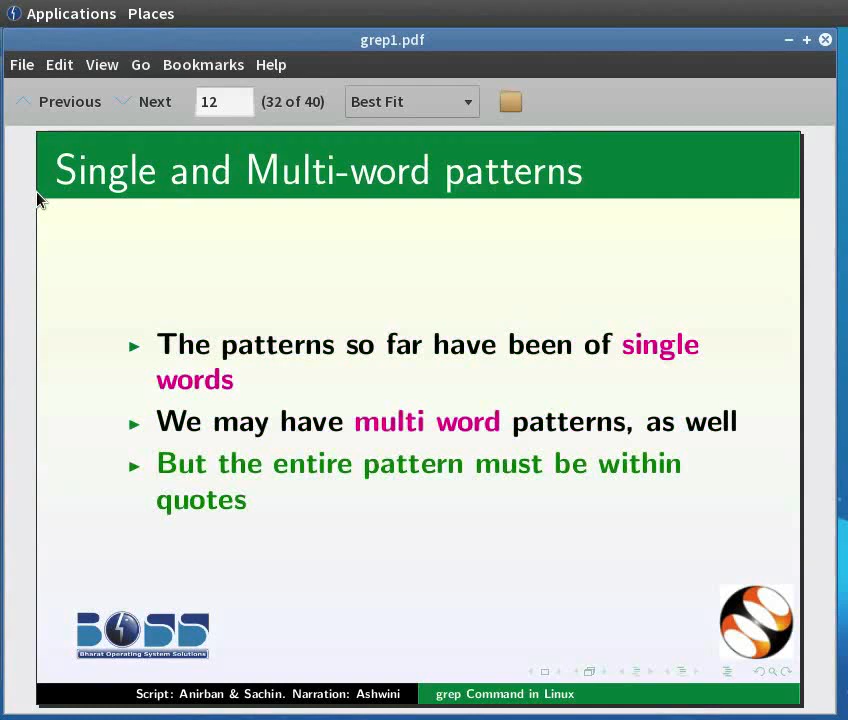 Applications Places
grep1.pdf
File Edit View Go Bookmarks Help
Previous Next 12 (32 of 40) Best Fit
Single and Multi-word patterns
The patterns so far have been of single
words
We may have multi word patterns, as well
But the entire pattern must be within
quotes
BOSS
Bharat Operating System Solutions
Script: Anirban & Sachin. Narration: Ashwini grep Command in Linux